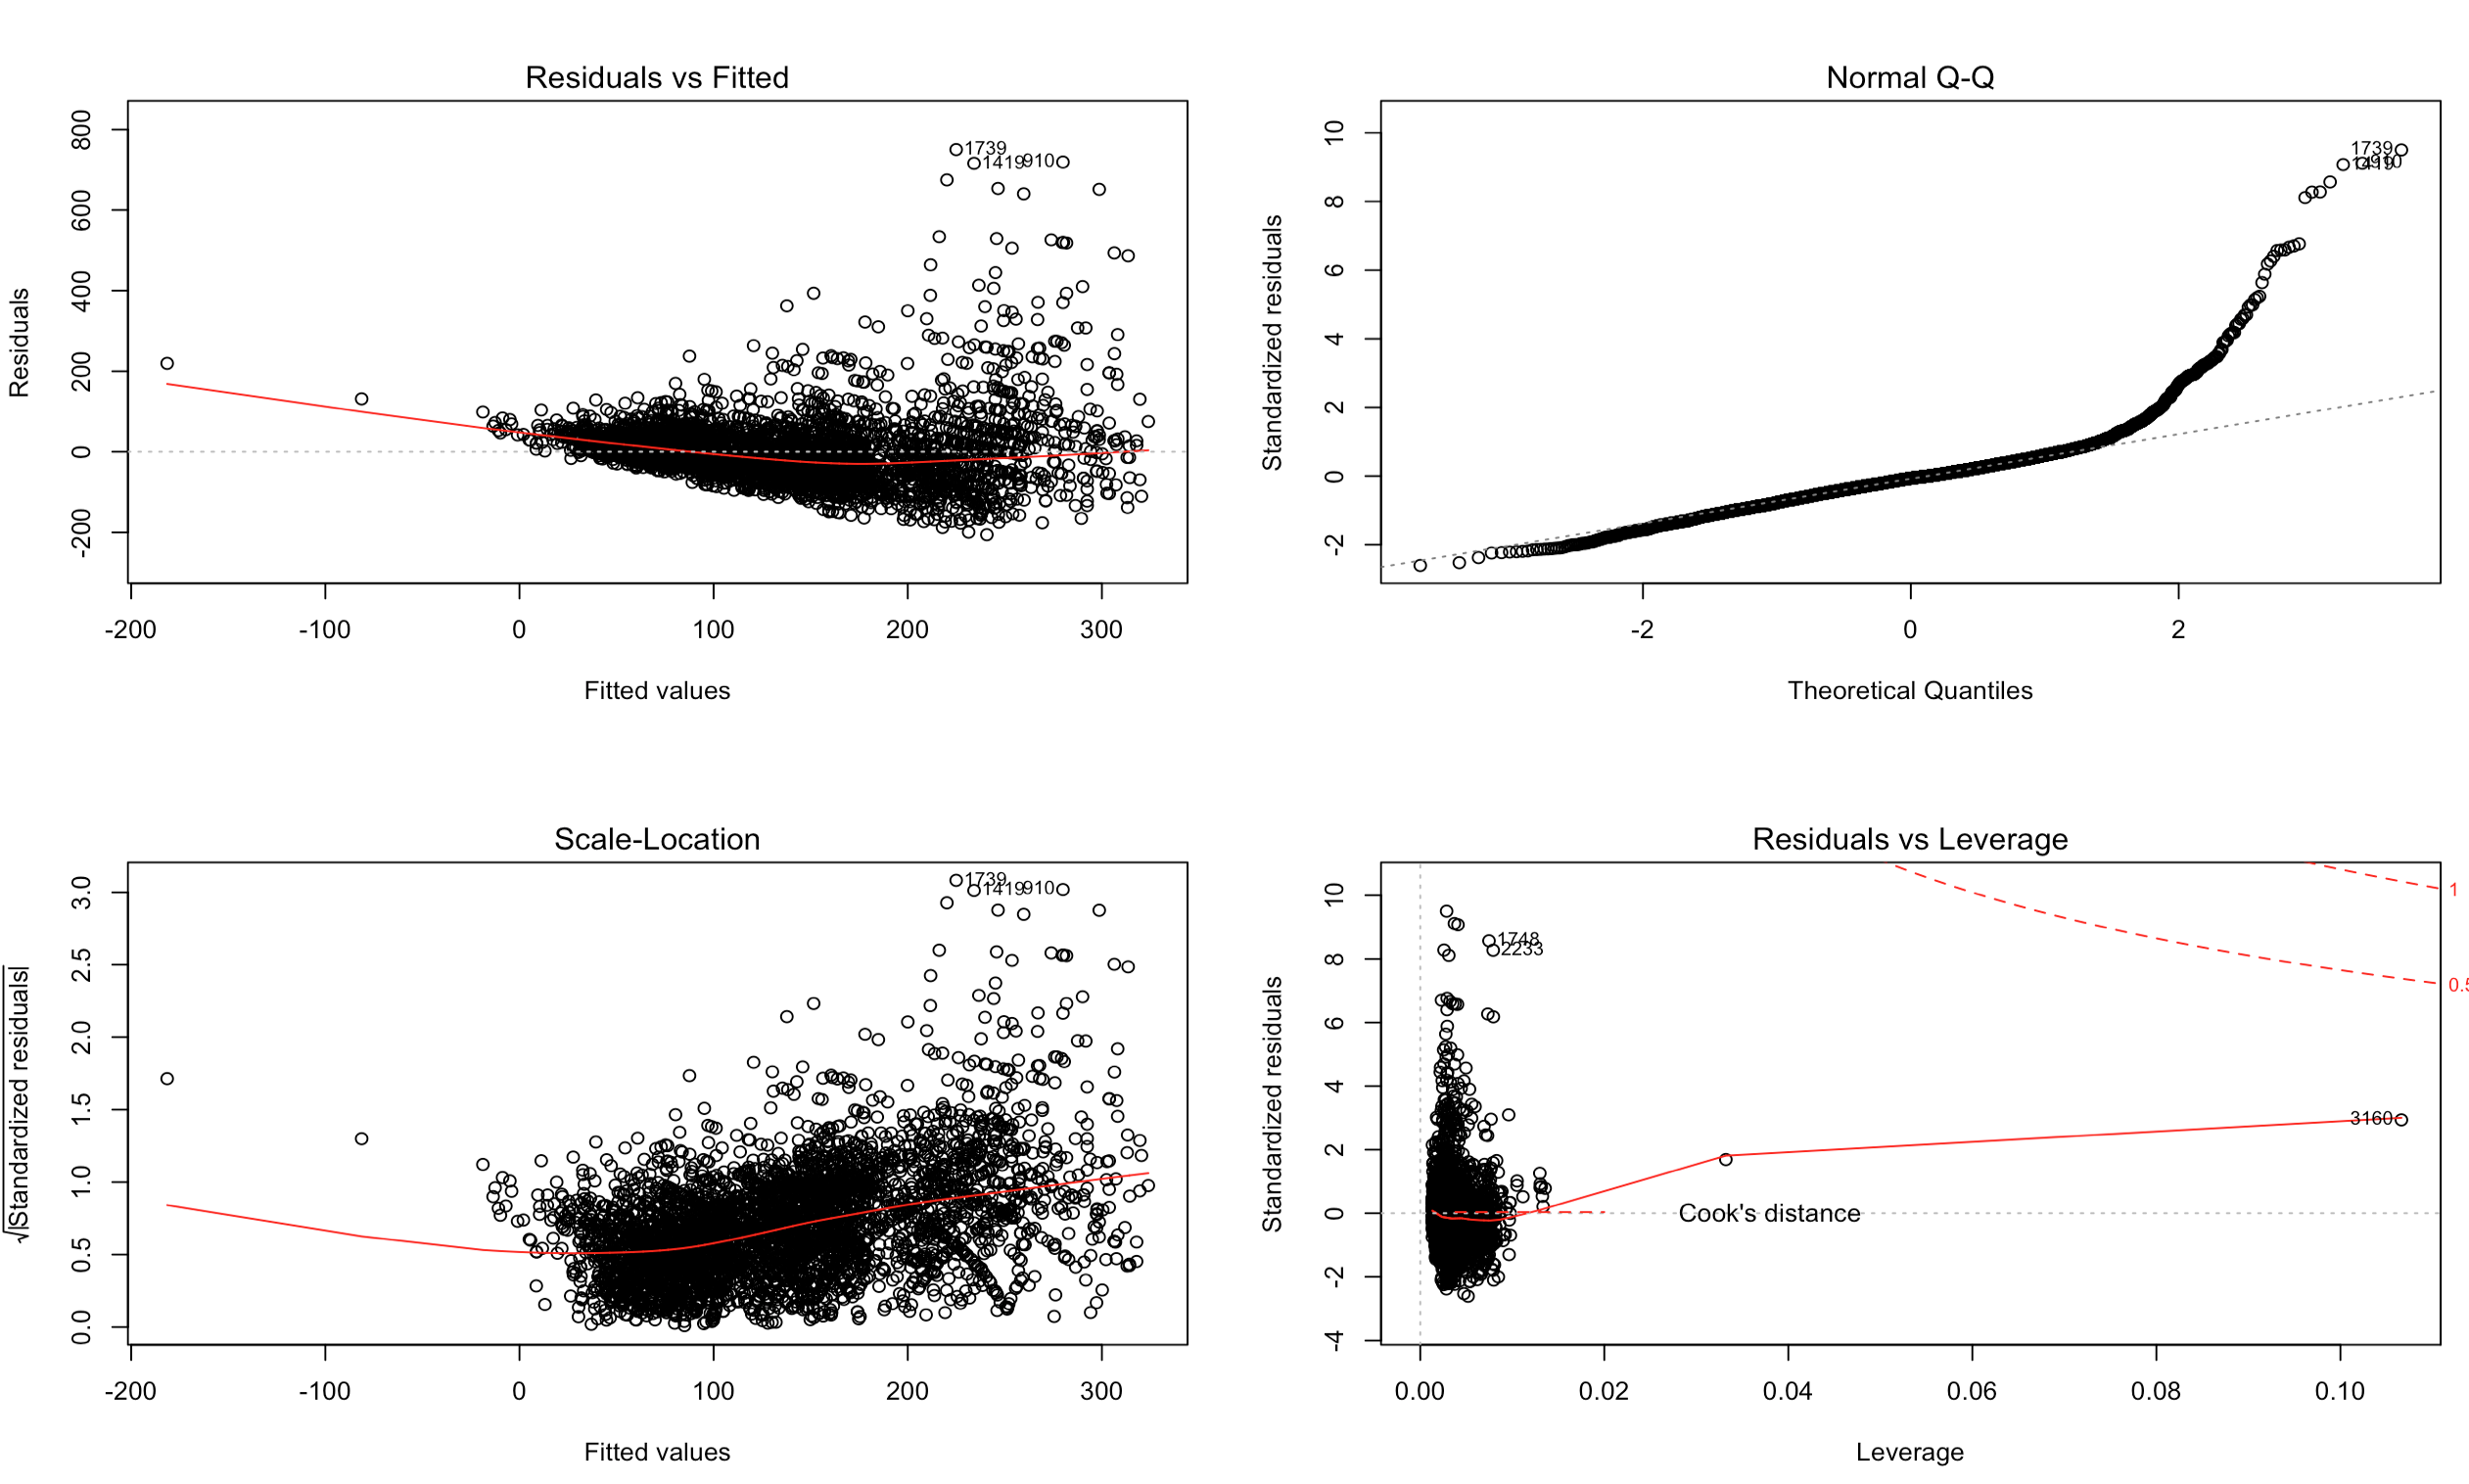 Residuals vs Fitted
Residuals
800
600
400
200
0
-200
1739
1419
910
-200 -100 0 100 200 300
Fitted values
Normal Q-Q
Standardized residuals
10
8
6
4
2
0
-2
1739
1419
-2 0 2
Theoretical Quantiles
Scale-Location
√|Standardized residuals|
3.0
2.5
2.0
1.5
1.0
0.5
0.0
1739
1419
910
-200 -100 0 100 200 300
Fitted values
Residuals vs Leverage
Standardized residuals
10
8
6
4
2
0
-2
-4
1
0.5
1748
2233
3160
Cook's distance
0.00 0.02 0.04 0.06 0.08 0.10
Leverage